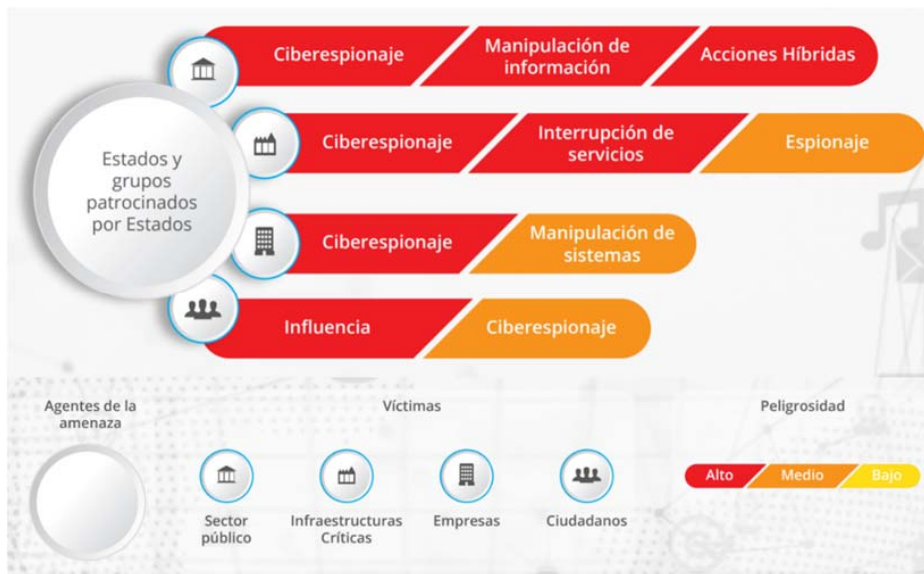 Ciberespionaje
Manipulación de
información
Acciones Híbridas
Estados y
grupos
patrocinados
por Estados
Ciberespionaje
Interrupción de
servicios
Espionaje
Ciberespionaje
Manipulación de
sistemas
Influencia
Ciberespionaje
Agentes de la
amenaza
Víctimas
Peligrosidad
Sector
público
Infraestructuras
Críticas
Empresas
Ciudadanos
Alto
Medio
Bajo